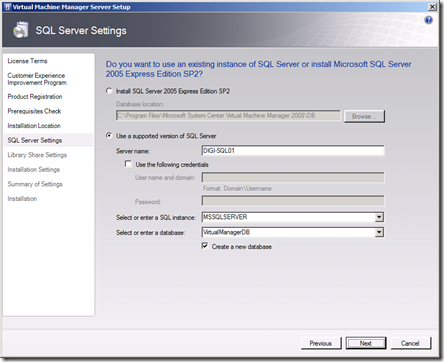 Virtual Machine Manager Server Setup
SQL Server Settings
License Terms
Customer Experience
Improvement Program
Product Registration
Prerequisites Check
Installation Location
SQL Server Settings
Library Share Settings
Installation Settings
Summary of Settings
Installation
Do you want to use an existing instance of SQL Server or install Microsoft SQL Server
2005 Express Edition SP2?
Install SQL Server 2005 Express Edition SP2
Database location:
C:\Program Files\Microsoft System Center Virtual Machine Manager 2008\DB
Browse...
Use a supported version of SQL Server
Server name:
DIGI-SQL01
Use the following credentials
User name and domain:
Format: Domain\Username
Password:
Select or enter a SQL instance:
MSSQLSERVER
Select or enter a database:
VirtualManagerDB
Create a new database
Previous
Next
Cancel